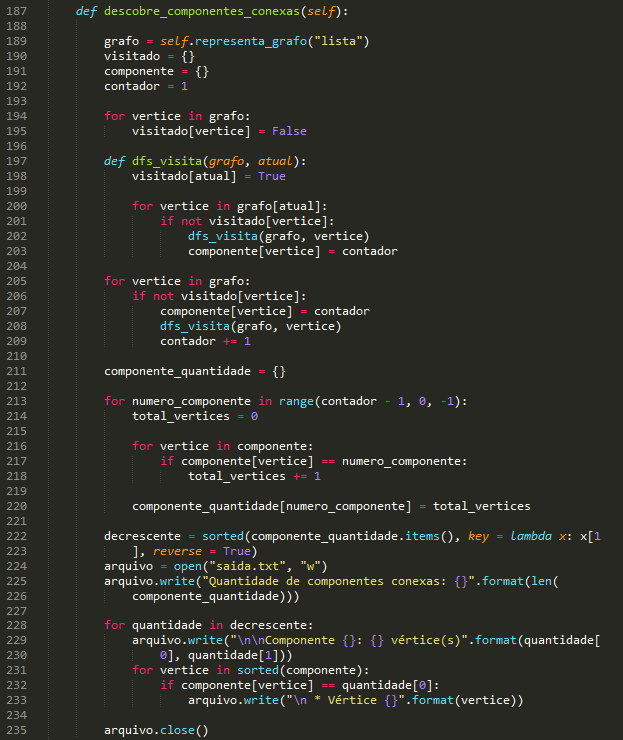 187 def descobre_componentes_conexas(self):
188
189 grafo = self.representa_grafo("lista")
190 visitado = {}
191 componente = {}
192 contador = 1
193
194 for vertice in grafo:
195 visitado[vertice] = False
196
197 def dfs_visita(grafo, atual):
198 visitado[atual] = True
199
200 for vertice in grafo[atual]:
201 if not visitado[vertice]:
202 dfs_visita(grafo, vertice)
203 componente[vertice] = contador
204
205 for vertice in grafo:
206 if not visitado[vertice]:
207 componente[vertice] = contador
208 dfs_visita(grafo, vertice)
209 contador += 1
210
211 componente_quantidade = {}
212
213 for numero_componente in range(contador - 1, 0, -1):
214 total_vertices = 0
215
216 for vertice in componente:
217 if componente[vertice] == numero_componente:
218 total_vertices += 1
219
220 componente_quantidade[numero_componente] = total_vertices
221
222 decrescente = sorted(componente_quantidade.items(), key = lambda x: x[1
223 ], reverse = True)
224 arquivo = open("saida.txt", "w")
225 arquivo.write("Quantidade de componentes conexas: {}".format(len(
226 componente_quantidade)))
227
228 for quantidade in decrescente:
229 arquivo.write("\n\nComponente {}: {} vértice(s)".format(quantidade[
230 0], quantidade[1]))
231 for vertice in sorted(componente):
232 if componente[vertice] == quantidade[0]:
233 arquivo.write("\n * Vértice {}".format(vertice))
234
235 arquivo.close()